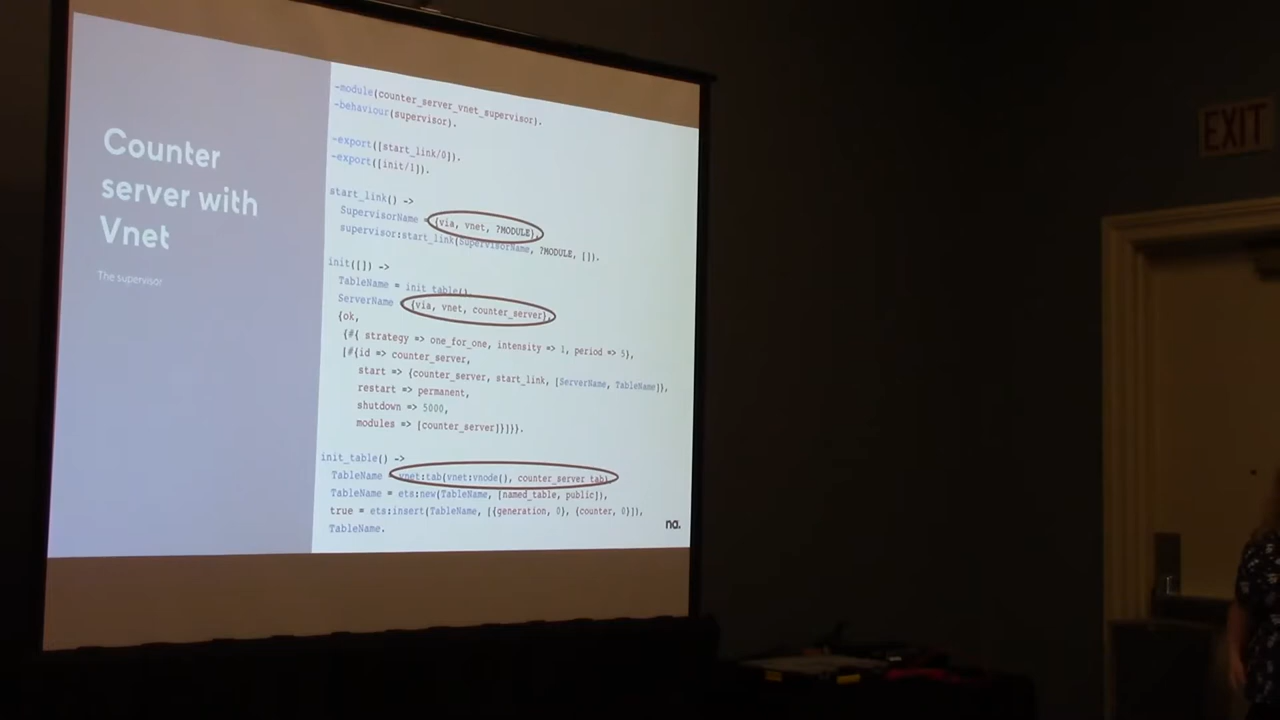 Counter
server with
Vnet
The supervisor
-module(counter_server_vnet_supervisor).
-behaviour(supervisor).
-export([start_link/0]).
-export([init/1]).
start_link() ->
SupervisorName = {via, vnet, ?MODULE},
supervisor:start_link(SupervisorName, ?MODULE, []).
init([]) ->
TableName = init_table(),
ServerName {via, vnet, counter_server},
{ok,
{#{ strategy => one_for_one, intensity => 1, period => 5},
[#{id => counter_server,
start => {counter_server, start_link, [ServerName, TableName]},
restart => permanent,
shutdown => 5000,
modules => [counter_server]}]}}.
init_table() ->
TableName vnet:tab(vnet:vnode(), counter_server_tab)
TableName = ets:new(TableName, [named_table, public]),
true = ets:insert(TableName, [{generation, 0}, {counter, 0}]),
TableName.
na.
EXIT